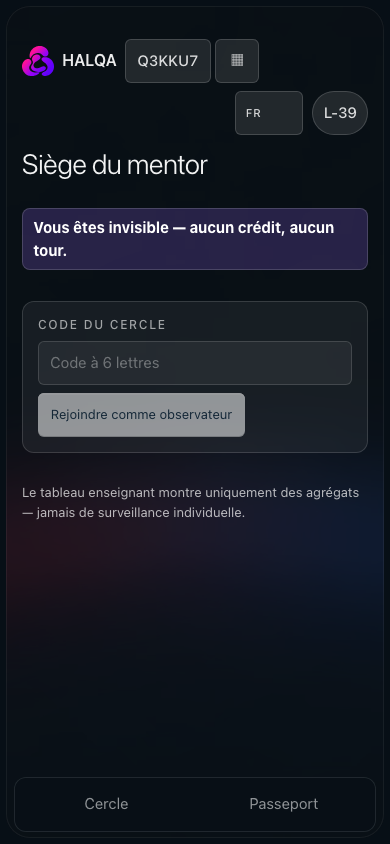 HALQA
Q3KKU7
FR
L-39
Siège du mentor
Vous êtes invisible — aucun crédit, aucun
tour.
CODE DU CERCLE
Code à 6 lettres
Rejoindre comme observateur
Le tableau enseignant montre uniquement des agrégats
— jamais de surveillance individuelle.
Cercle
Passeport